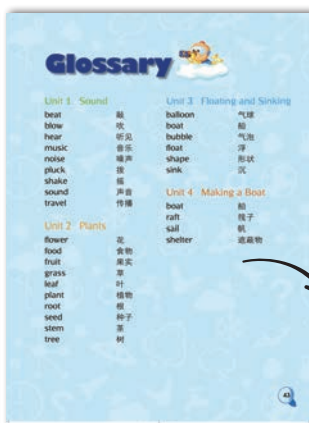 Glossary
Unit 1 Sound
beat 敲
blow 吹
hear 听见
music 音乐
noise 噪声
pluck 拨
shake 摇
sound 声音
travel 传播
Unit 2 Plants
flower 花
food 食物
fruit 果实
grass 草
leaf 叶
plant 植物
root 根
seed 种子
stem 茎
tree 树
Unit 3 Floating and Sinking
balloon 气球
boat 船
bubble 气泡
float 浮
shape 形状
sink 沉
Unit 4 Making a Boat
boat 船
raft 筏子
sail 帆
shelter 遮蔽物
43